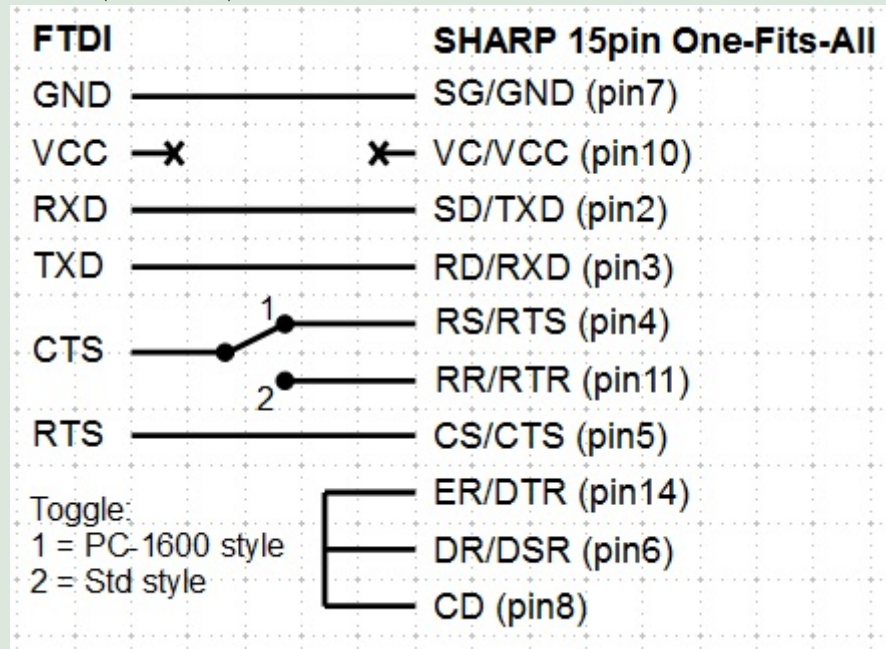 FTDI SHARP 15pin One-Fits-All
GND SG/GND (pin7)
VCC VC/VCC (pin10)
RXD SD/TXD (pin2)
TXD RD/RXD (pin3)
1 RS/RTS (pin4)
CTS
2 RR/RTR (pin11)
RTS CS/CTS (pin5)
ER/DTR (pin14)
Toggle:
1 = PC-1600 style DR/DSR (pin6)
2 = Std style
CD (pin8)